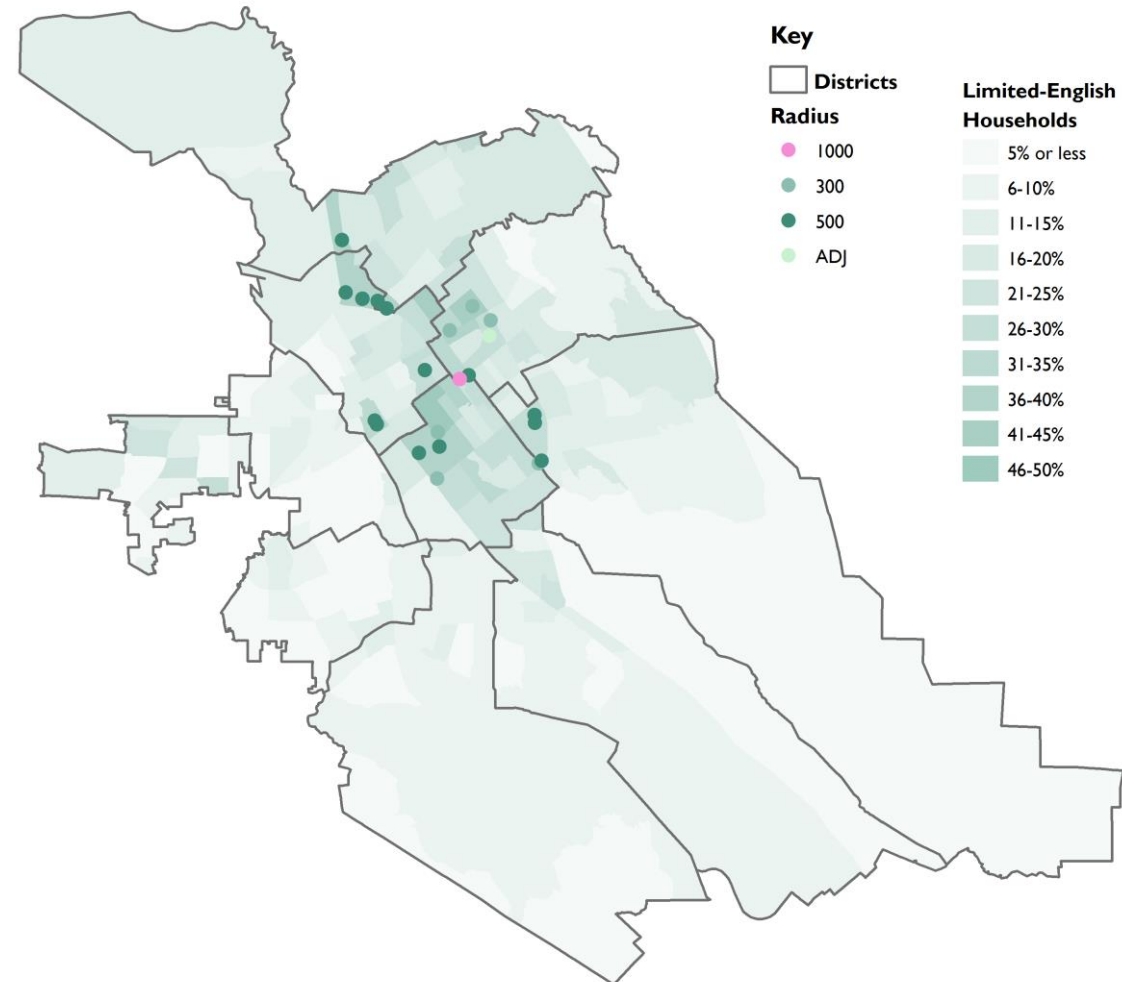 Key
Districts
Radius
1000
300
500
ADJ
Limited-English
Households
5% or less
6-10%
11-15%
16-20%
21-25%
26-30%
31-35%
36-40%
41-45%
46-50%